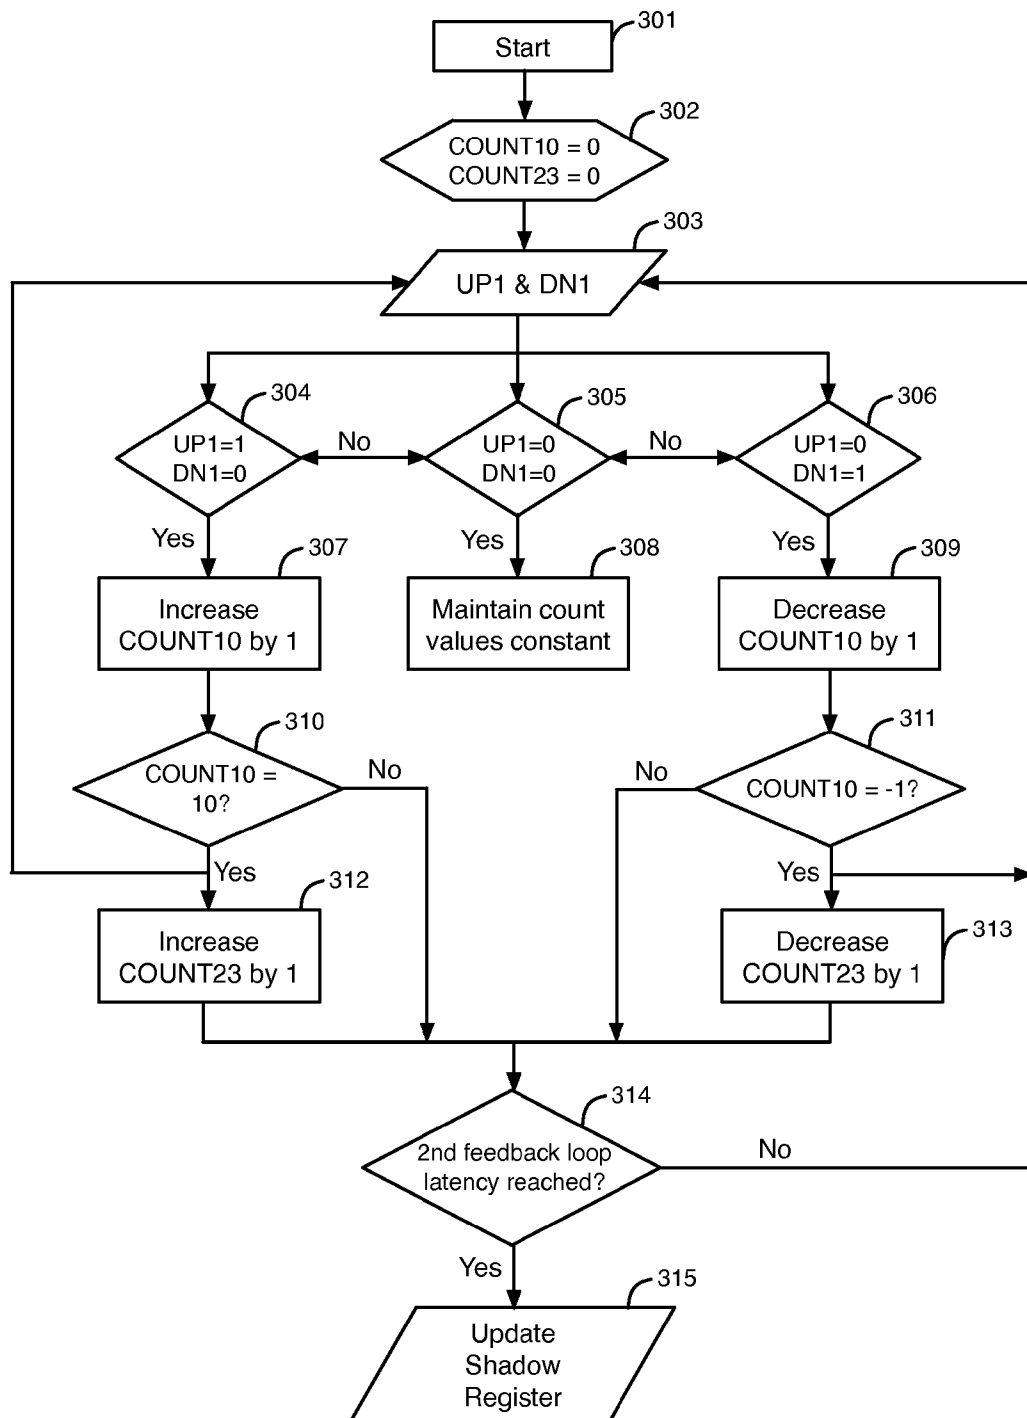 301
Start
302
COUNT10 = 0
COUNT23 = 0
303
UP1 & DN1
304
305
306
UP1=1
DN1=0
No
UP1=0
DN1=0
No
UP1=0
DN1=1
Yes
Yes
Yes
307
308
309
Increase
COUNT10 by 1
Maintain count
values constant
Decrease
COUNT10 by 1
310
311
COUNT10 =
10?
No
No
COUNT10 = -1?
Yes
Yes
312
313
Increase
COUNT23 by 1
Decrease
COUNT23 by 1
314
2nd feedback loop
latency reached?
No
Yes
315
Update
Shadow
Register